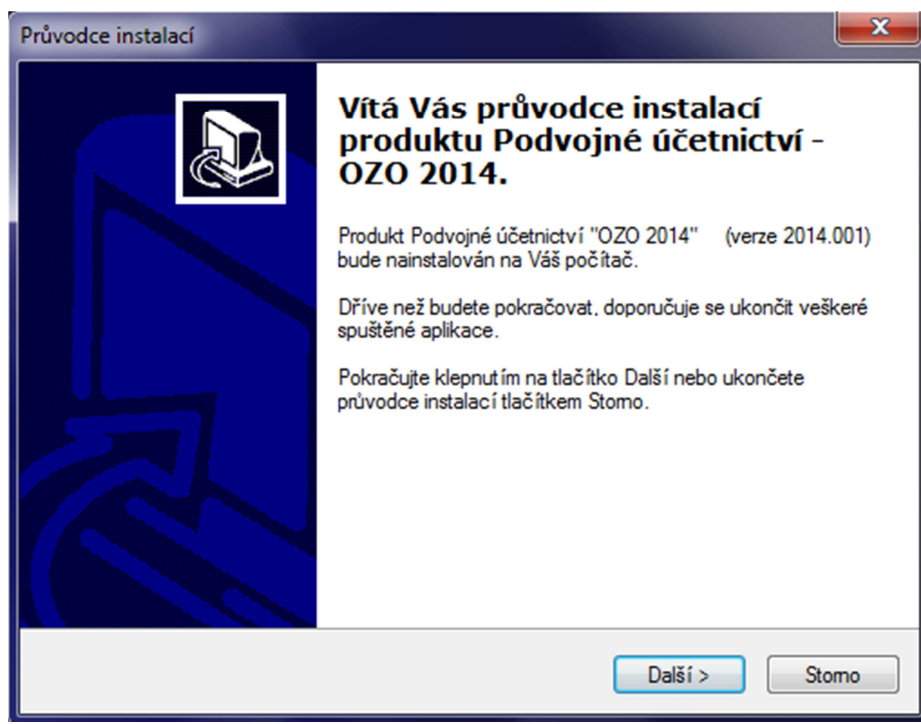 Průvodce instalací
Vítá Vás průvodce instalací
produktu Podvojné účetnictví -
OZO 2014.
Produkt Podvojné účetnictví "OZO 2014" (verze 2014.001)
bude nainstalován na Váš počítač.
Dříve než budete pokračovat, doporučuje se ukončit veškeré
spuštěné aplikace.
Pokračujte klepnutím na tlačítko Další nebo ukončete
průvodce instalací tlačítkem Storno.
Další >
Storno